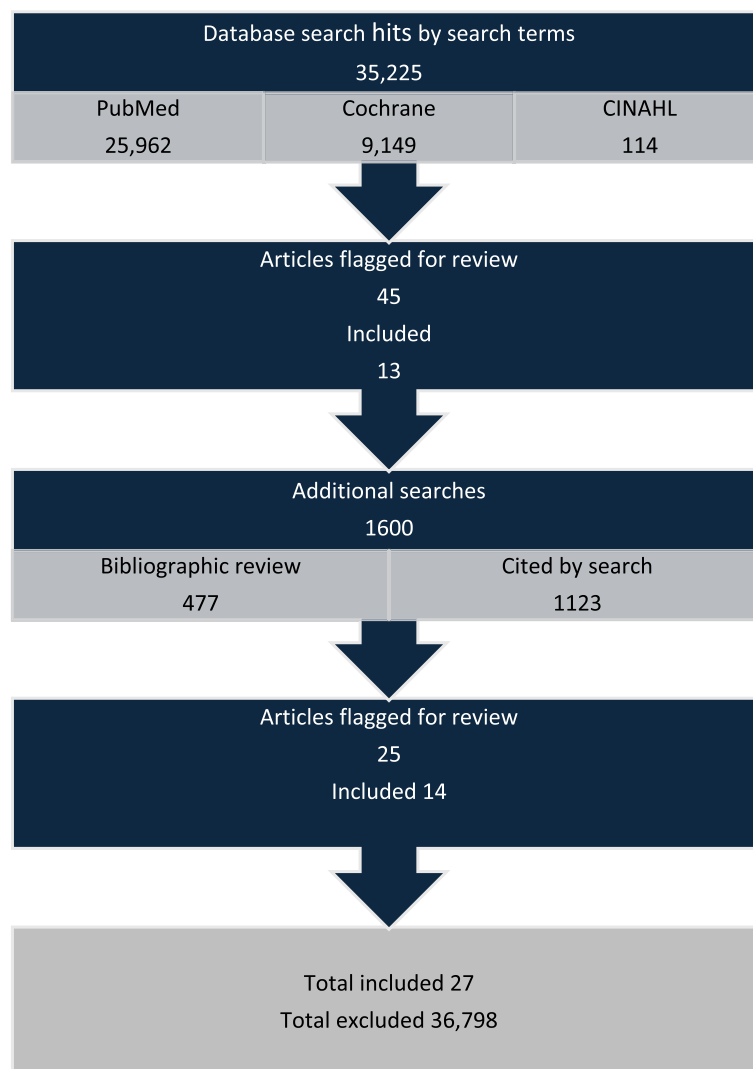 Database search hits by search terms
35,225
PubMed
25,962
Cochrane
9,149
CINAHL
114
Articles flagged for review
45
Included
13
Additional searches
1600
Bibliographic review
477
Cited by search
1123
Articles flagged for review
25
Included 14
Total included 27
Total excluded 36,798